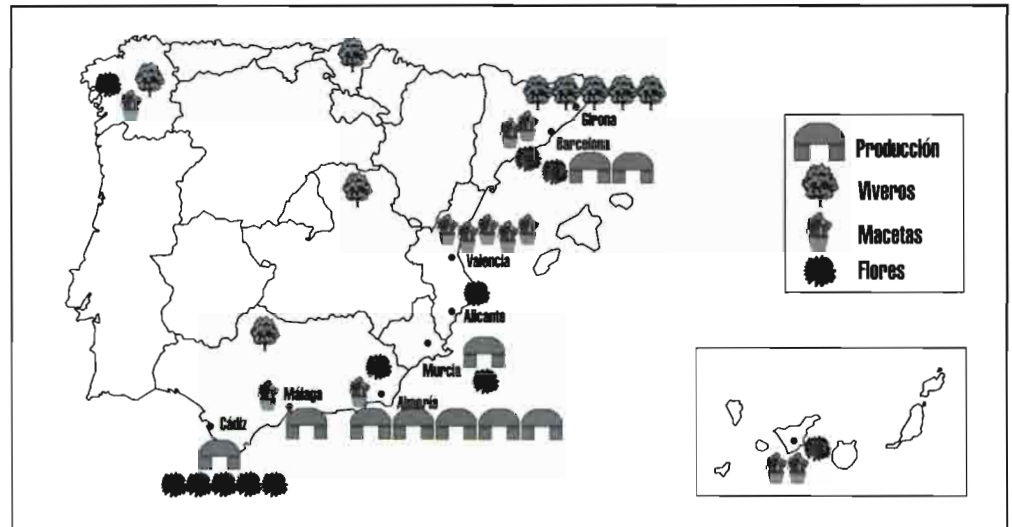 Girona
Barcelona
Valencia
Alicante
Murcia
Almería
Málaga
Cádiz
Producción
Viveros
Macetas
Flores